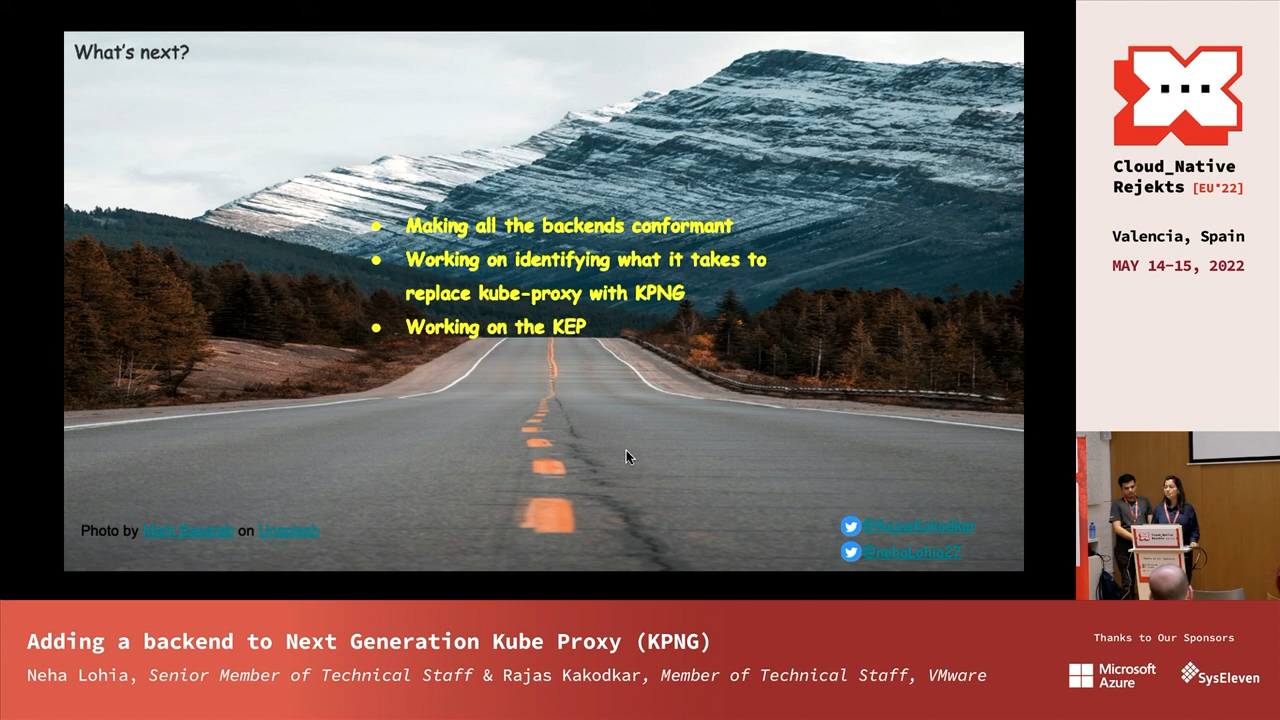 What's next?
• Making all the backends conformant
• Working on identifying what it takes to
replace kube-proxy with KPNG
• Working on the KEP
Photo by on Unsplash
@RajasKakodkar
@nehaLohia27
Cloud_Native
Rejekts [EU'22]
Valencia, Spain
MAY 14-15, 2022
Adding a backend to Next Generation Kube Proxy (KPNG)
Neha Lohia, Senior Member of Technical Staff & Rajas Kakodkar, Member of Technical Staff, VMware
Thanks to Our Sponsors
Microsoft
Azure
SysEleven